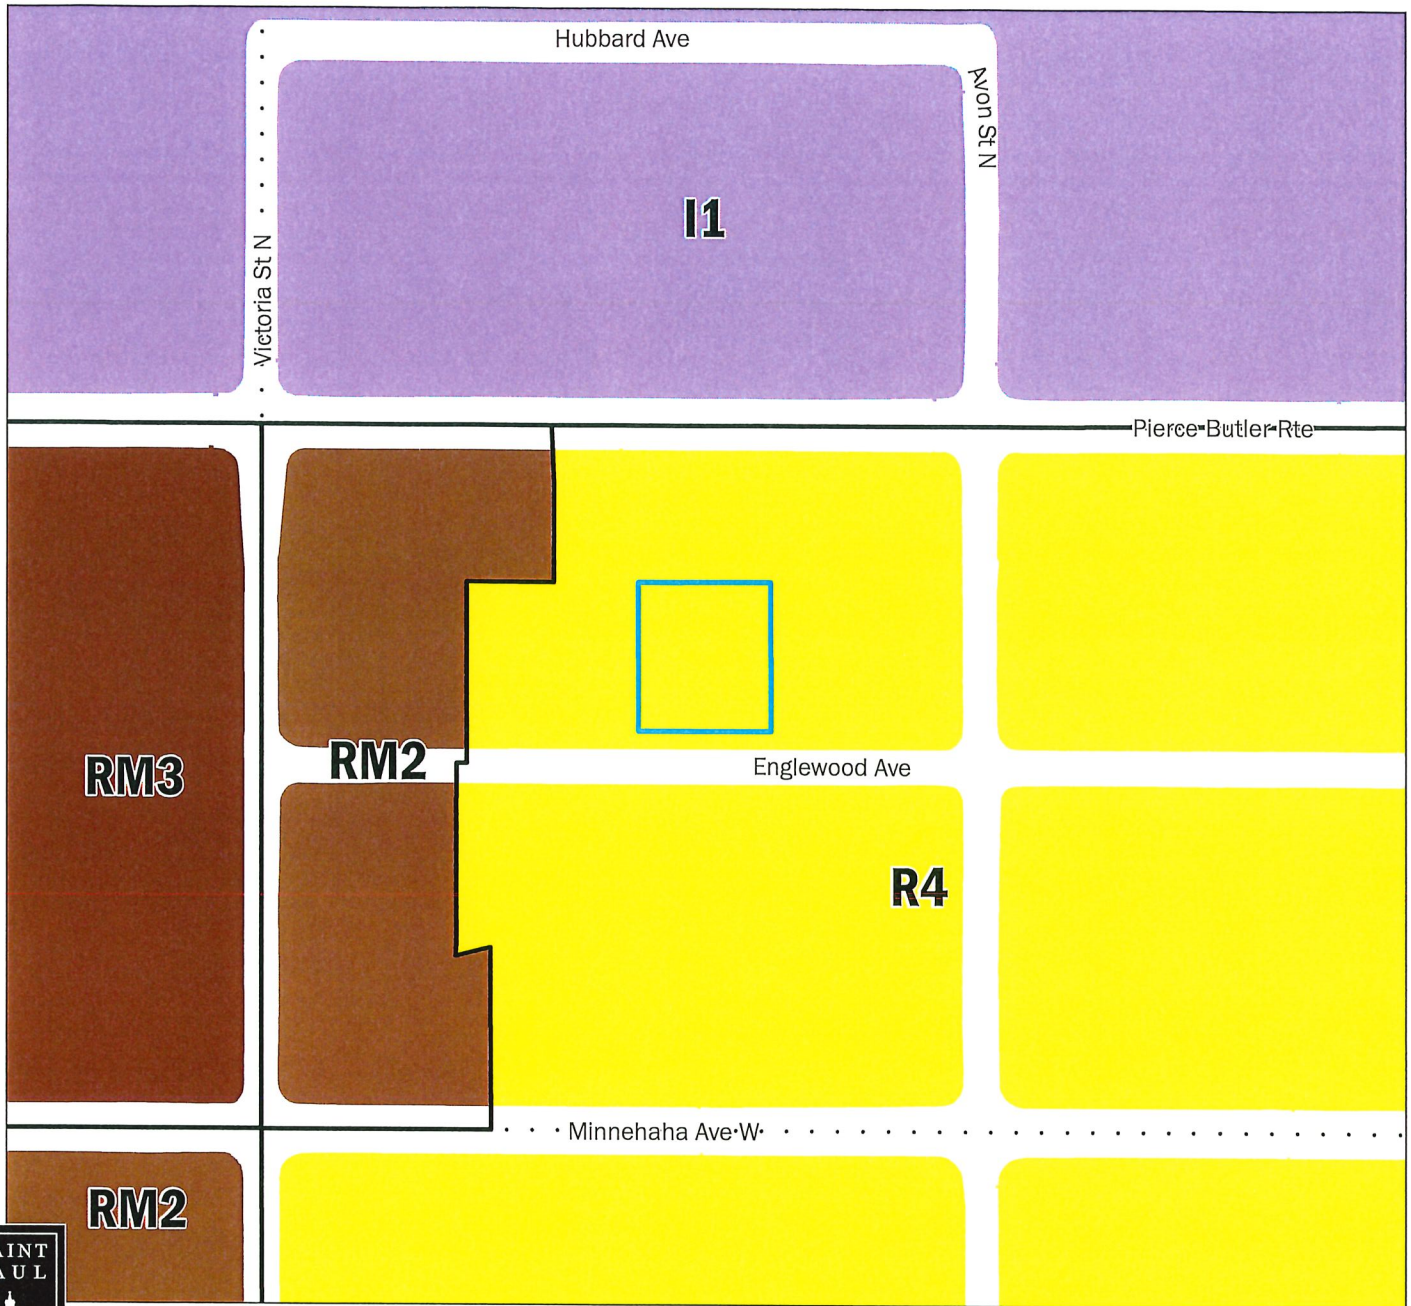 Hubbard Ave
Avon St N
I1
Victoria St N
Pierce Butler Rte
RM3
RM2
Englewood Ave
R4
Minnehaha Ave W
RM2
AINT
AUL